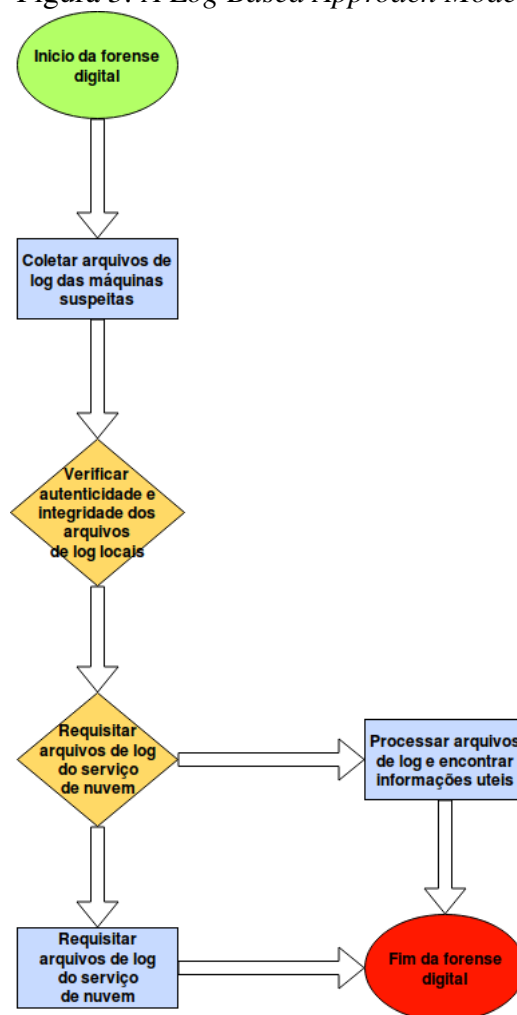 Figura 3: A Log Based Approach Mode
Inicio da forense
digital
Coletar arquivos de
log das máquinas
suspeitas
Verificar
autenticidade e
integridade dos
arquivos
de log locais
Requisitar
arquivos de log
do serviço
de nuvem
Processar arquivos
de log e encontrar
informações uteis
Requisitar
arquivos de log
do serviço
de nuvem
Fim da forense
digital